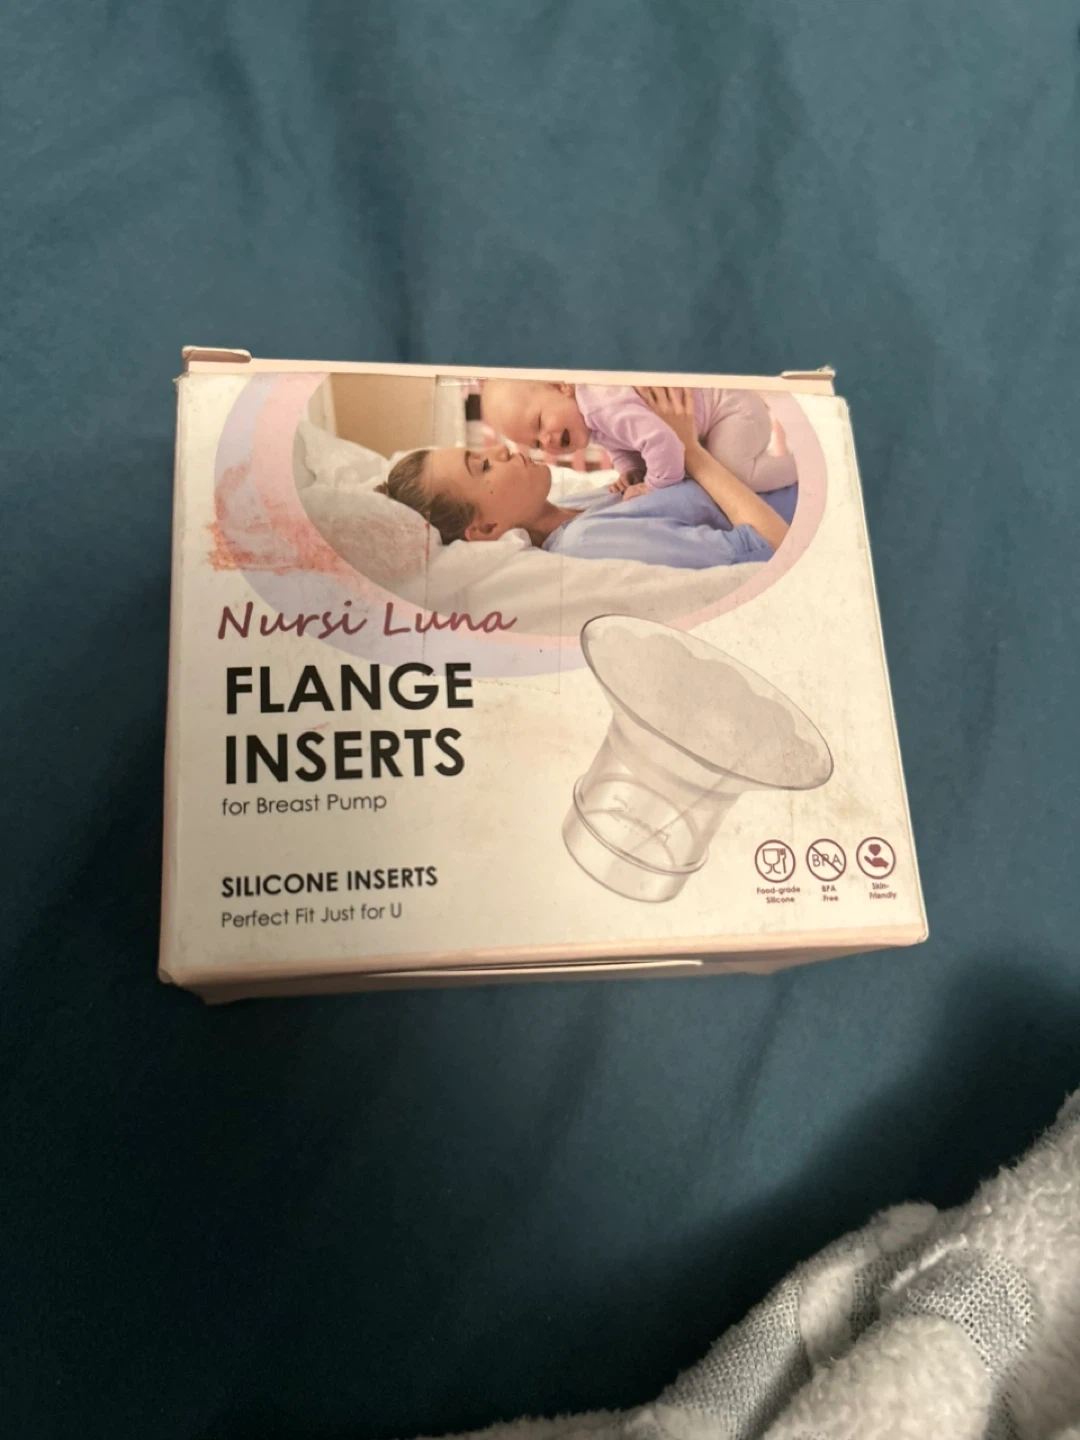 Nursi Luna
FLANGE
INSERTS
for Breast Pump
SILICONE INSERTS
Perfect Fit Just for U
Food-grade
Silicone
BPA
BPA
Free
Skin-
Friendly